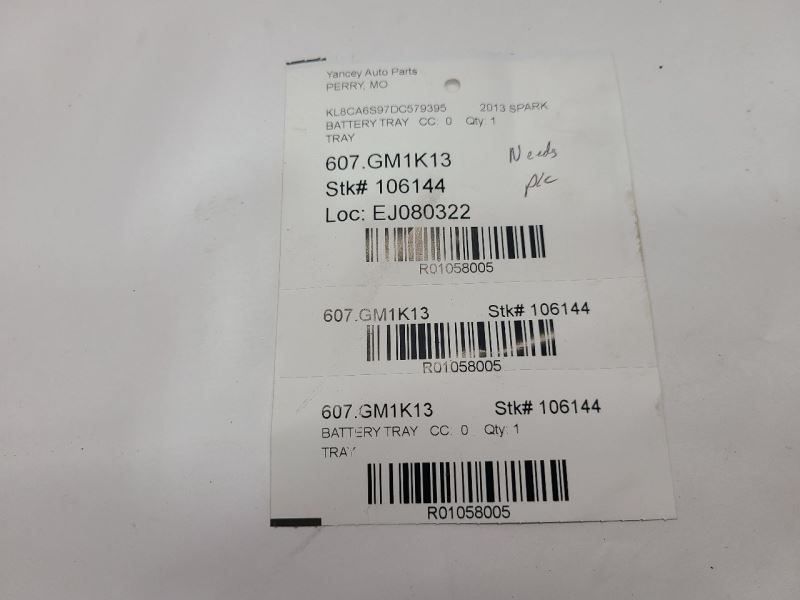 Yancey Auto Parts
PERRY, MO
KL8CA6S97DC579395 2013 SPARK
BATTERY TRAY CC: 0 Qty: 1
TRAY
607.GM1K13 Needs
Stk# 106144 pic
Loc: EJ080322
R01058005
607.GM1K13 Stk# 106144
R01058005
607.GM1K13 Stk# 106144
BATTERY TRAY CC: 0 Qty: 1
TRAY
R01058005